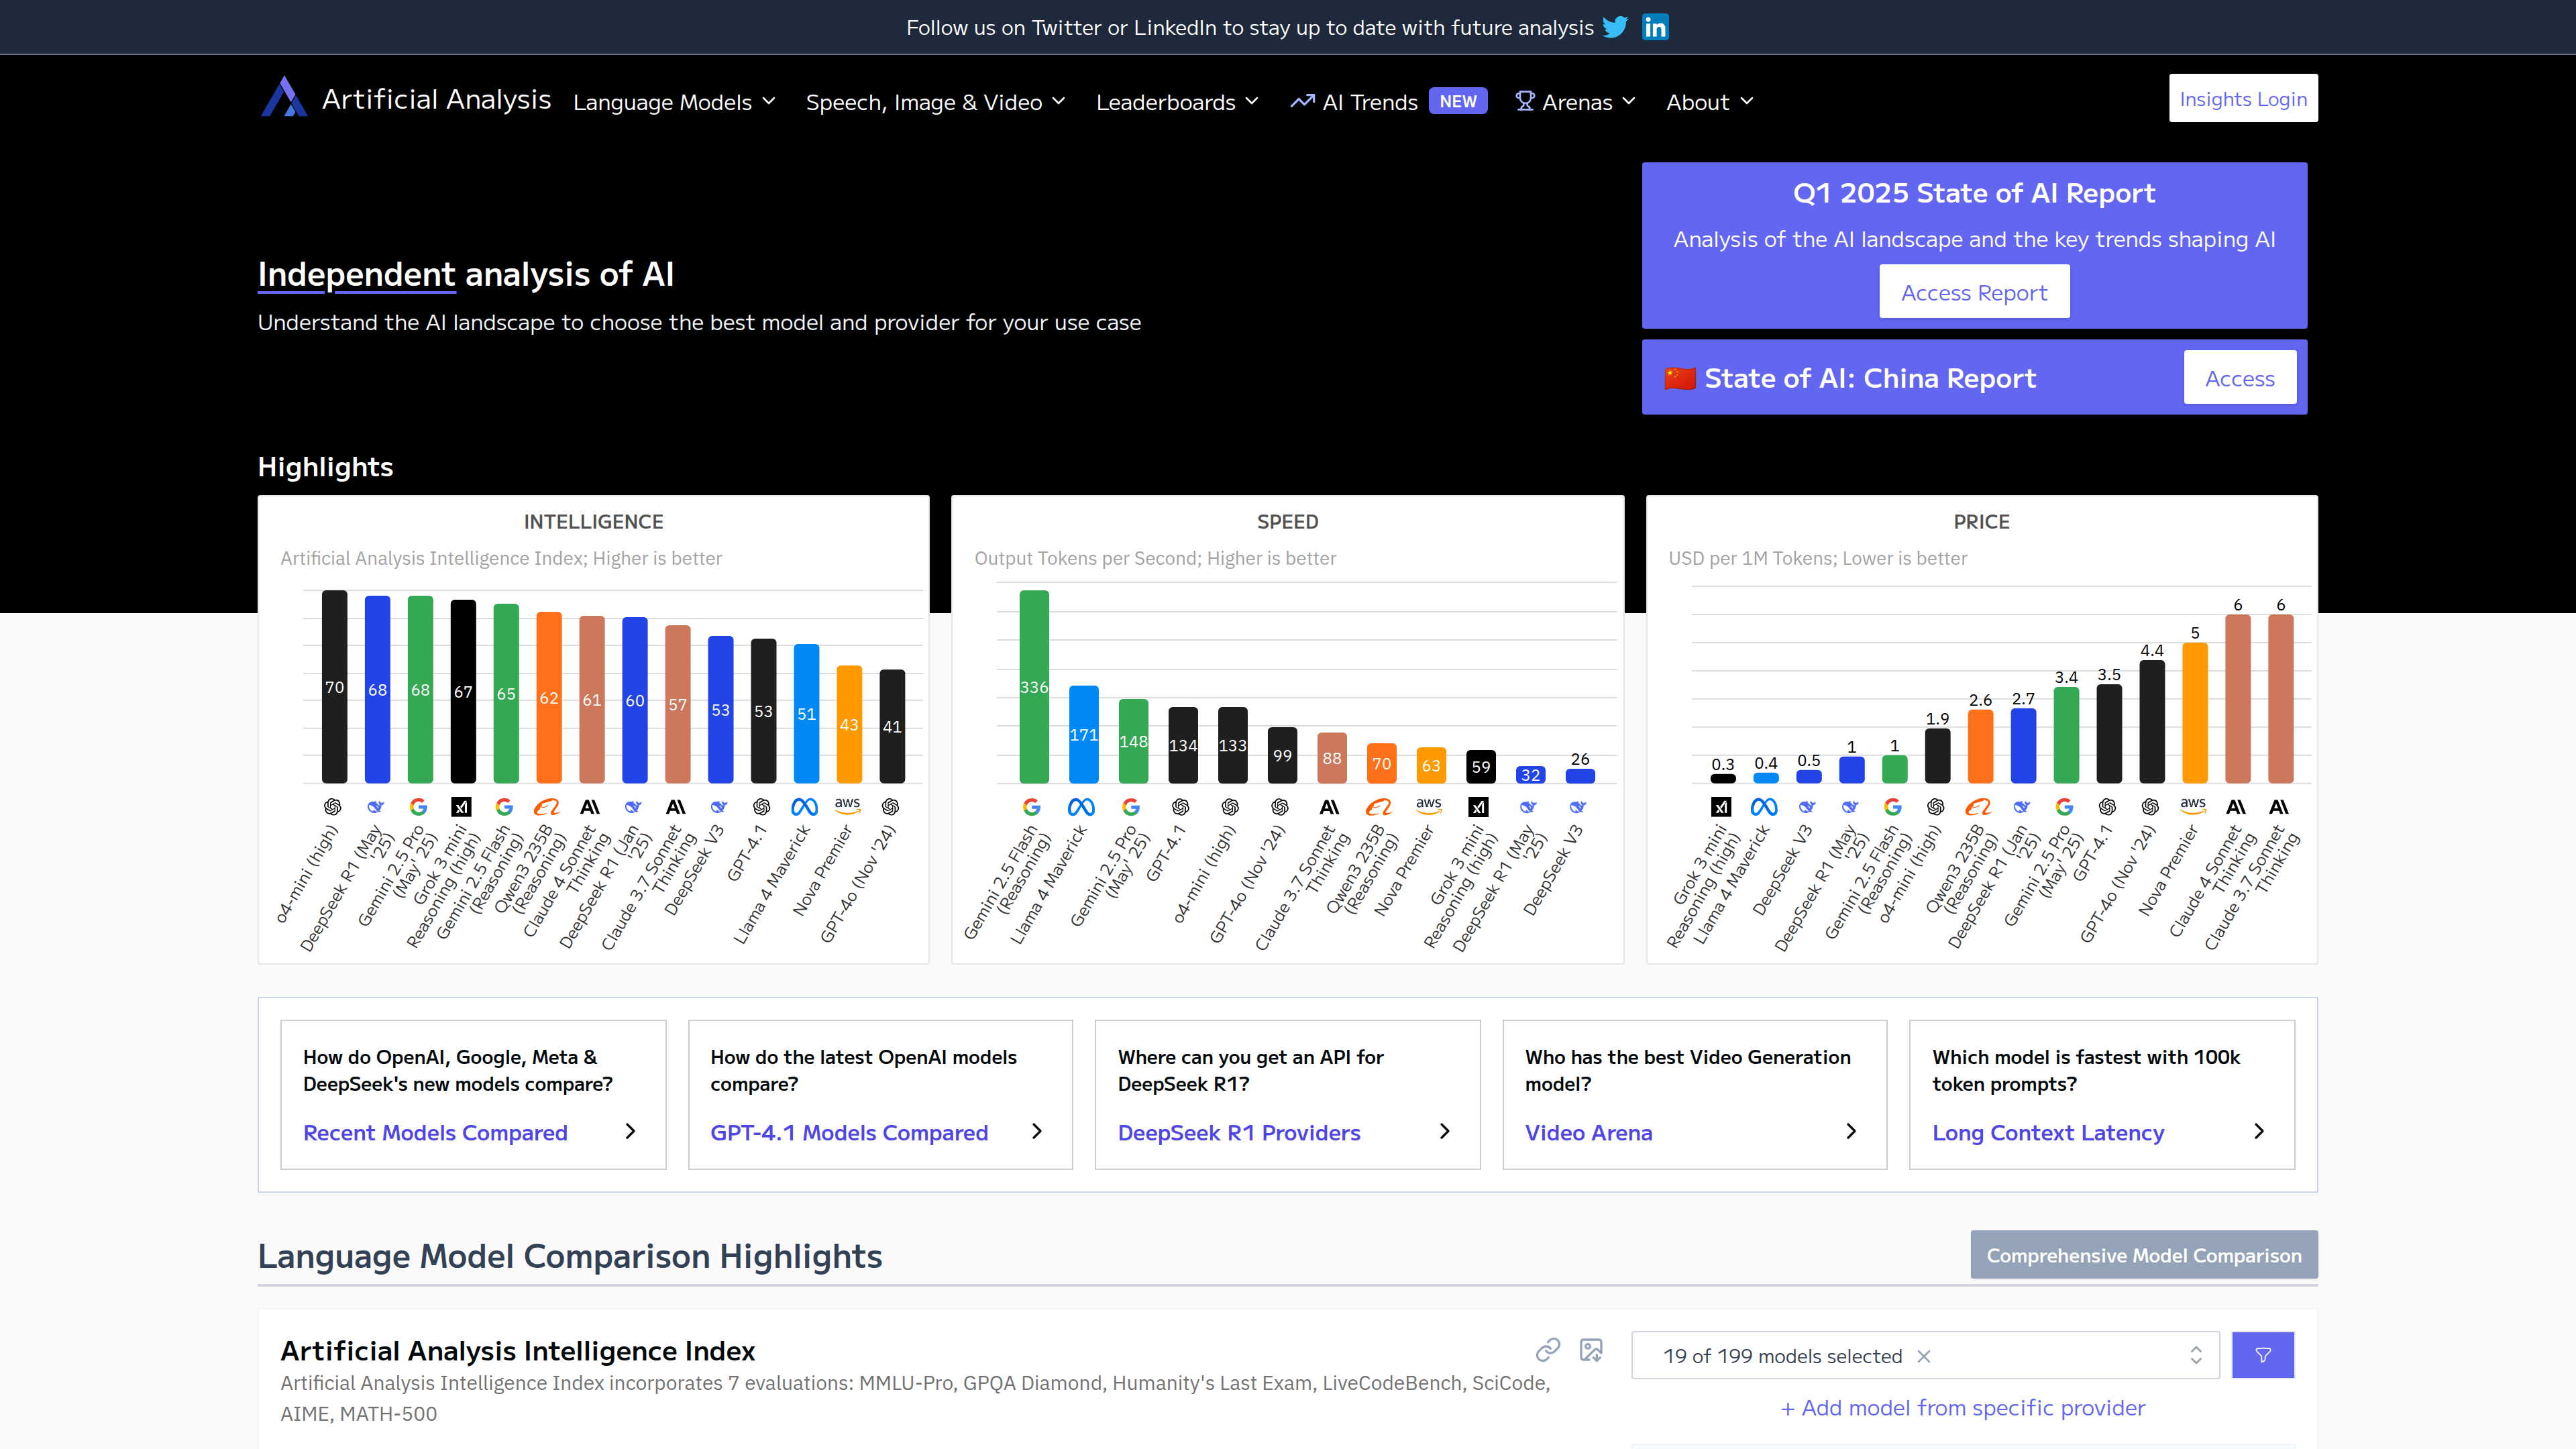 Follow us on Twitter or LinkedIn to stay up to date with future analysis
Artificial Analysis
Language Models
Speech, Image & Video
Leaderboards
AI Trends NEW
Arenas
About
Insights Login
Q1 2025 State of AI Report
Analysis of the AI landscape and the key trends shaping AI
Access Report
Independent analysis of AI
Understand the AI landscape to choose the best model and provider for your use case
🇨🇳 State of AI: China Report
Access
Highlights
INTELLIGENCE
Artificial Analysis Intelligence Index; Higher is better
70 68 68 67 65 62 61 60 57 53 53 51 43 41
aws
o4-mini (high)
DeepSeek R1 (May
'25)
Gemini 2.5 Pro
(May' 25)
Grok 3 mini
Reasoning (high)
Gemini 2.5 Flash
(Reasoning)
Qwen3 235B
(Reasoning)
Claude 4 Sonnet
Thinking
DeepSeek R1 (Jan
'25)
Claude 3.7 Sonnet
Thinking
DeepSeek V3
GPT-4.1
Llama 4 Maverick
Nova Premier
GPT-4o (Nov '24)
SPEED
Output Tokens per Second; Higher is better
336 171 148 134 133 99 88 70 63 59 32 26
aws
Gemini 2.5 Flash
(Reasoning)
Llama 4 Maverick
Gemini 2.5 Pro
(May' 25)
GPT-4.1
o4-mini (high)
GPT-4o (Nov '24)
Claude 3.7 Sonnet
Thinking
Qwen3 235B
(Reasoning)
Nova Premier
Grok 3 mini
Reasoning (high)
DeepSeek R1 (May
'25)
DeepSeek V3
PRICE
USD per 1M Tokens; Lower is better
0.3 0.4 0.5 1 1 1.9 2.6 2.7 3.4 3.5 4.4 5 6 6
aws
Grok 3 mini
Reasoning (high)
Llama 4 Maverick
DeepSeek V3
DeepSeek R1 (May
'25)
Gemini 2.5 Flash
(Reasoning)
o4-mini (high)
Qwen3 235B
(Reasoning)
DeepSeek R1 (Jan
'25)
Gemini 2.5 Pro
(May' 25)
GPT-4.1
GPT-4o (Nov '24)
Nova Premier
Claude 4 Sonnet
Thinking
Claude 3.7 Sonnet
Thinking
How do OpenAI, Google, Meta &
DeepSeek's new models compare?
Recent Models Compared
How do the latest OpenAI models
compare?
GPT-4.1 Models Compared
Where can you get an API for
DeepSeek R1?
DeepSeek R1 Providers
Who has the best Video Generation
model?
Video Arena
Which model is fastest with 100k
token prompts?
Long Context Latency
Language Model Comparison Highlights
Comprehensive Model Comparison
Artificial Analysis Intelligence Index
Artificial Analysis Intelligence Index incorporates 7 evaluations: MMLU-Pro, GPQA Diamond, Humanity's Last Exam, LiveCodeBench, SciCode,
AIME, MATH-500
19 of 199 models selected
+ Add model from specific provider